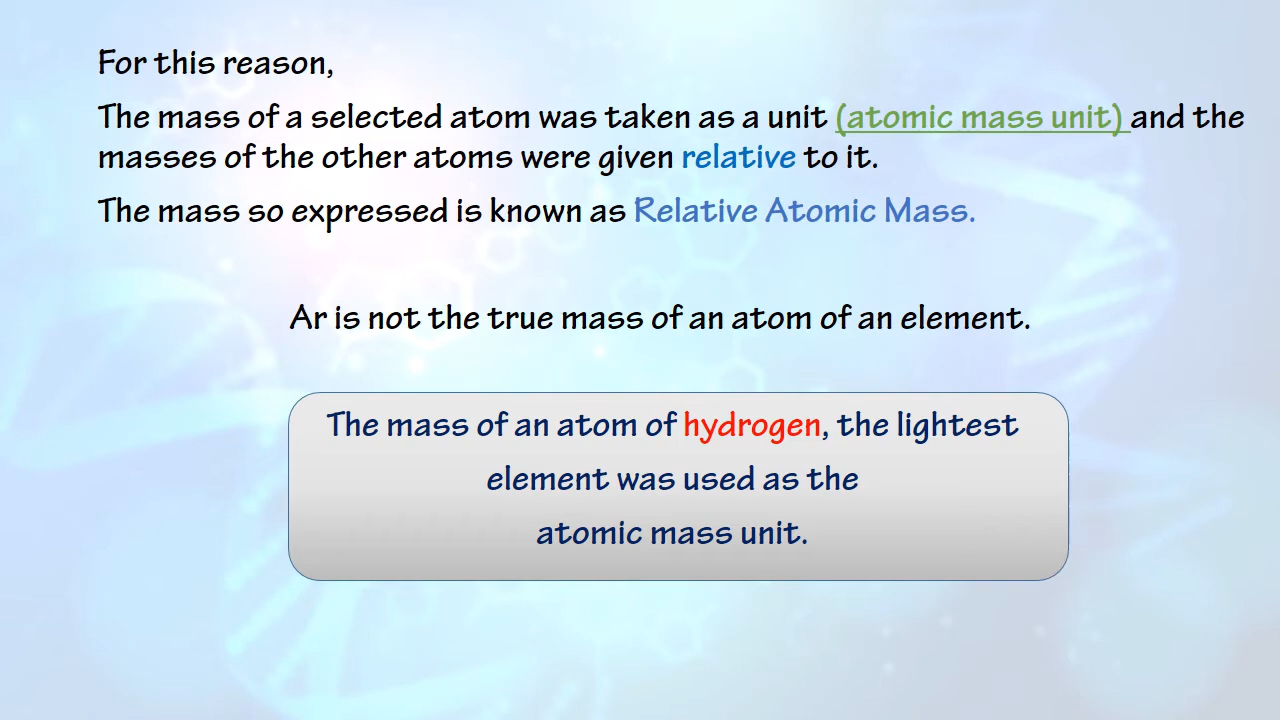 For this reason,
The mass of a selected atom was taken as a unit (atomic mass unit) and the
masses of the other atoms were given relative to it.
The mass so expressed is known as Relative Atomic Mass.
Ar is not the true mass of an atom of an element.
The mass of an atom of hydrogen, the lightest
element was used as the
atomic mass unit.